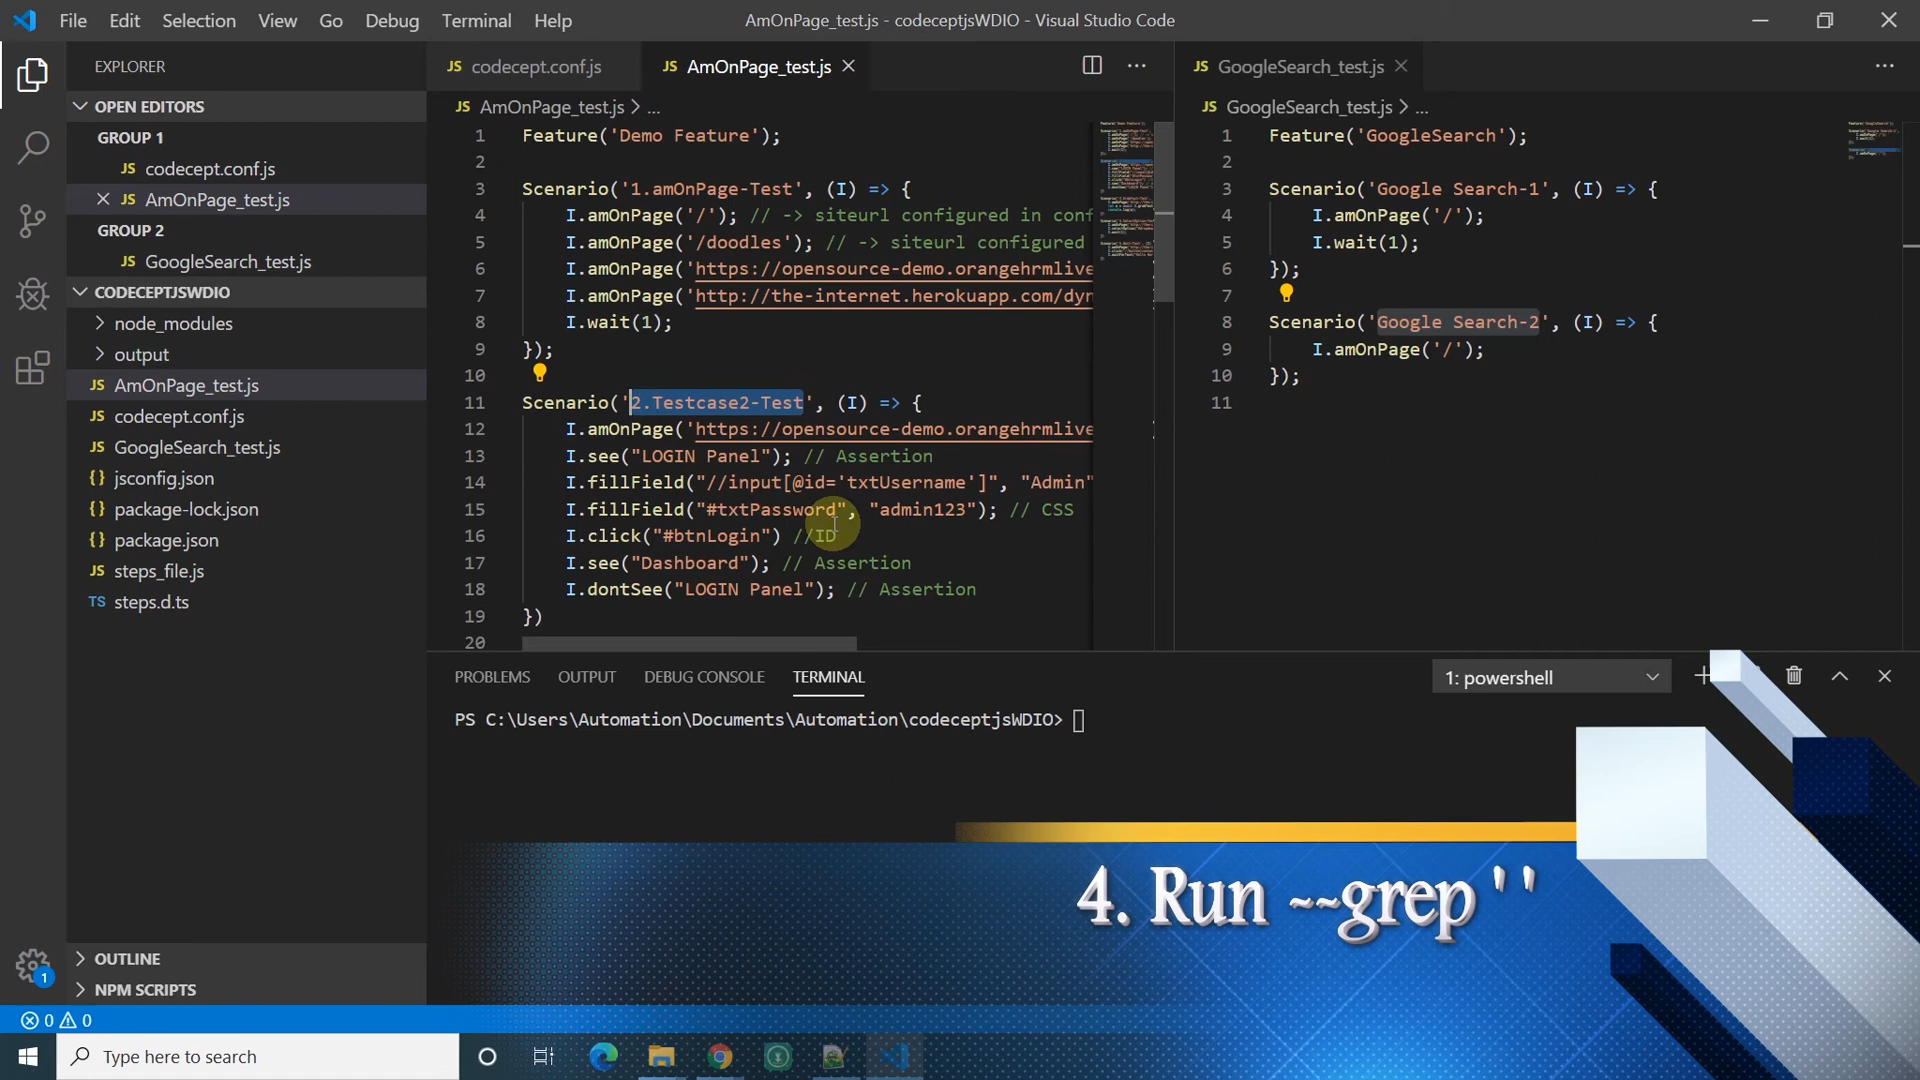 File Edit Selection View Go Debug Terminal Help
AmOnPage_test.js - codeceptjsWDIO - Visual Studio Code
EXPLORER
OPEN EDITORS
GROUP 1
JS codecept.conf.js
JS AmOnPage_test.js
GROUP 2
JS GoogleSearch_test.js
CODECEPTJSWDIO
node_modules
output
JS AmOnPage_test.js
JS codecept.conf.js
JS GoogleSearch_test.js
{} jsconfig.json
{} package-lock.json
{} package.json
JS steps_file.js
TS steps.d.ts
OUTLINE
NPM SCRIPTS
1
JS codecept.conf.js
JS AmOnPage_test.js
JS AmOnPage_test.js > ...
1 Feature('Demo Feature');
2
3 Scenario('1.amOnPage-Test', (I) => {
4 I.amOnPage('/'); // -> siteurl configured in conf
5 I.amOnPage('/doodles'); // -> siteurl configured
6 I.amOnPage('https://opensource-demo.orangehrmlive
7 I.amOnPage('http://the-internet.herokuapp.com/dyn
8 I.wait(1);
9 });
10
11 Scenario('2.Testcase2-Test', (I) => {
12 I.amOnPage('https://opensource-demo.orangehrmlive
13 I.see("LOGIN Panel"); // Assertion
14 I.fillField("//input[@id='txtUsername']", "Admin"
15 I.fillField("#txtPassword", "admin123"); // CSS
16 I.click("#btnLogin") //ID
17 I.see("Dashboard"); // Assertion
18 I.dontSee("LOGIN Panel"); // Assertion
19 })
20
JS GoogleSearch_test.js
JS GoogleSearch_test.js > ...
1 Feature('GoogleSearch');
2
3 Scenario('Google Search-1', (I) => {
4 I.amOnPage('/');
5 I.wait(1);
6 });
7
8 Scenario('Google Search-2', (I) => {
9 I.amOnPage('/');
10 });
11
PROBLEMS OUTPUT DEBUG CONSOLE TERMINAL
1: powershell
PS C:\Users\Automation\Documents\Automation\codeceptjsWDIO>
4. Run --grep ' '
0 0
Type here to search